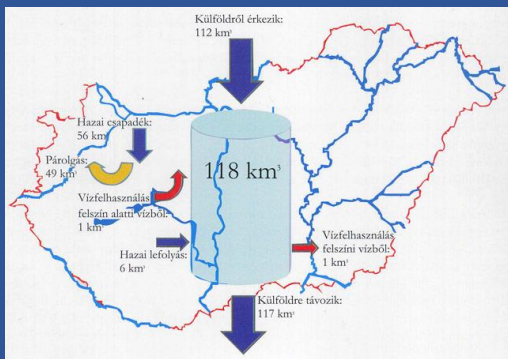 Külföldről érkezik:
112 km³
Hazai csapadék:
56 km³
Párolgás:
49 km³
118 km³
Vízfelhasználás
felszín alatti vízből:
1 km³
Vízfelhasználás
felszíni vízből:
1 km³
Hazai lefolyás:
6 km³
Külföldre távozik:
117 km³